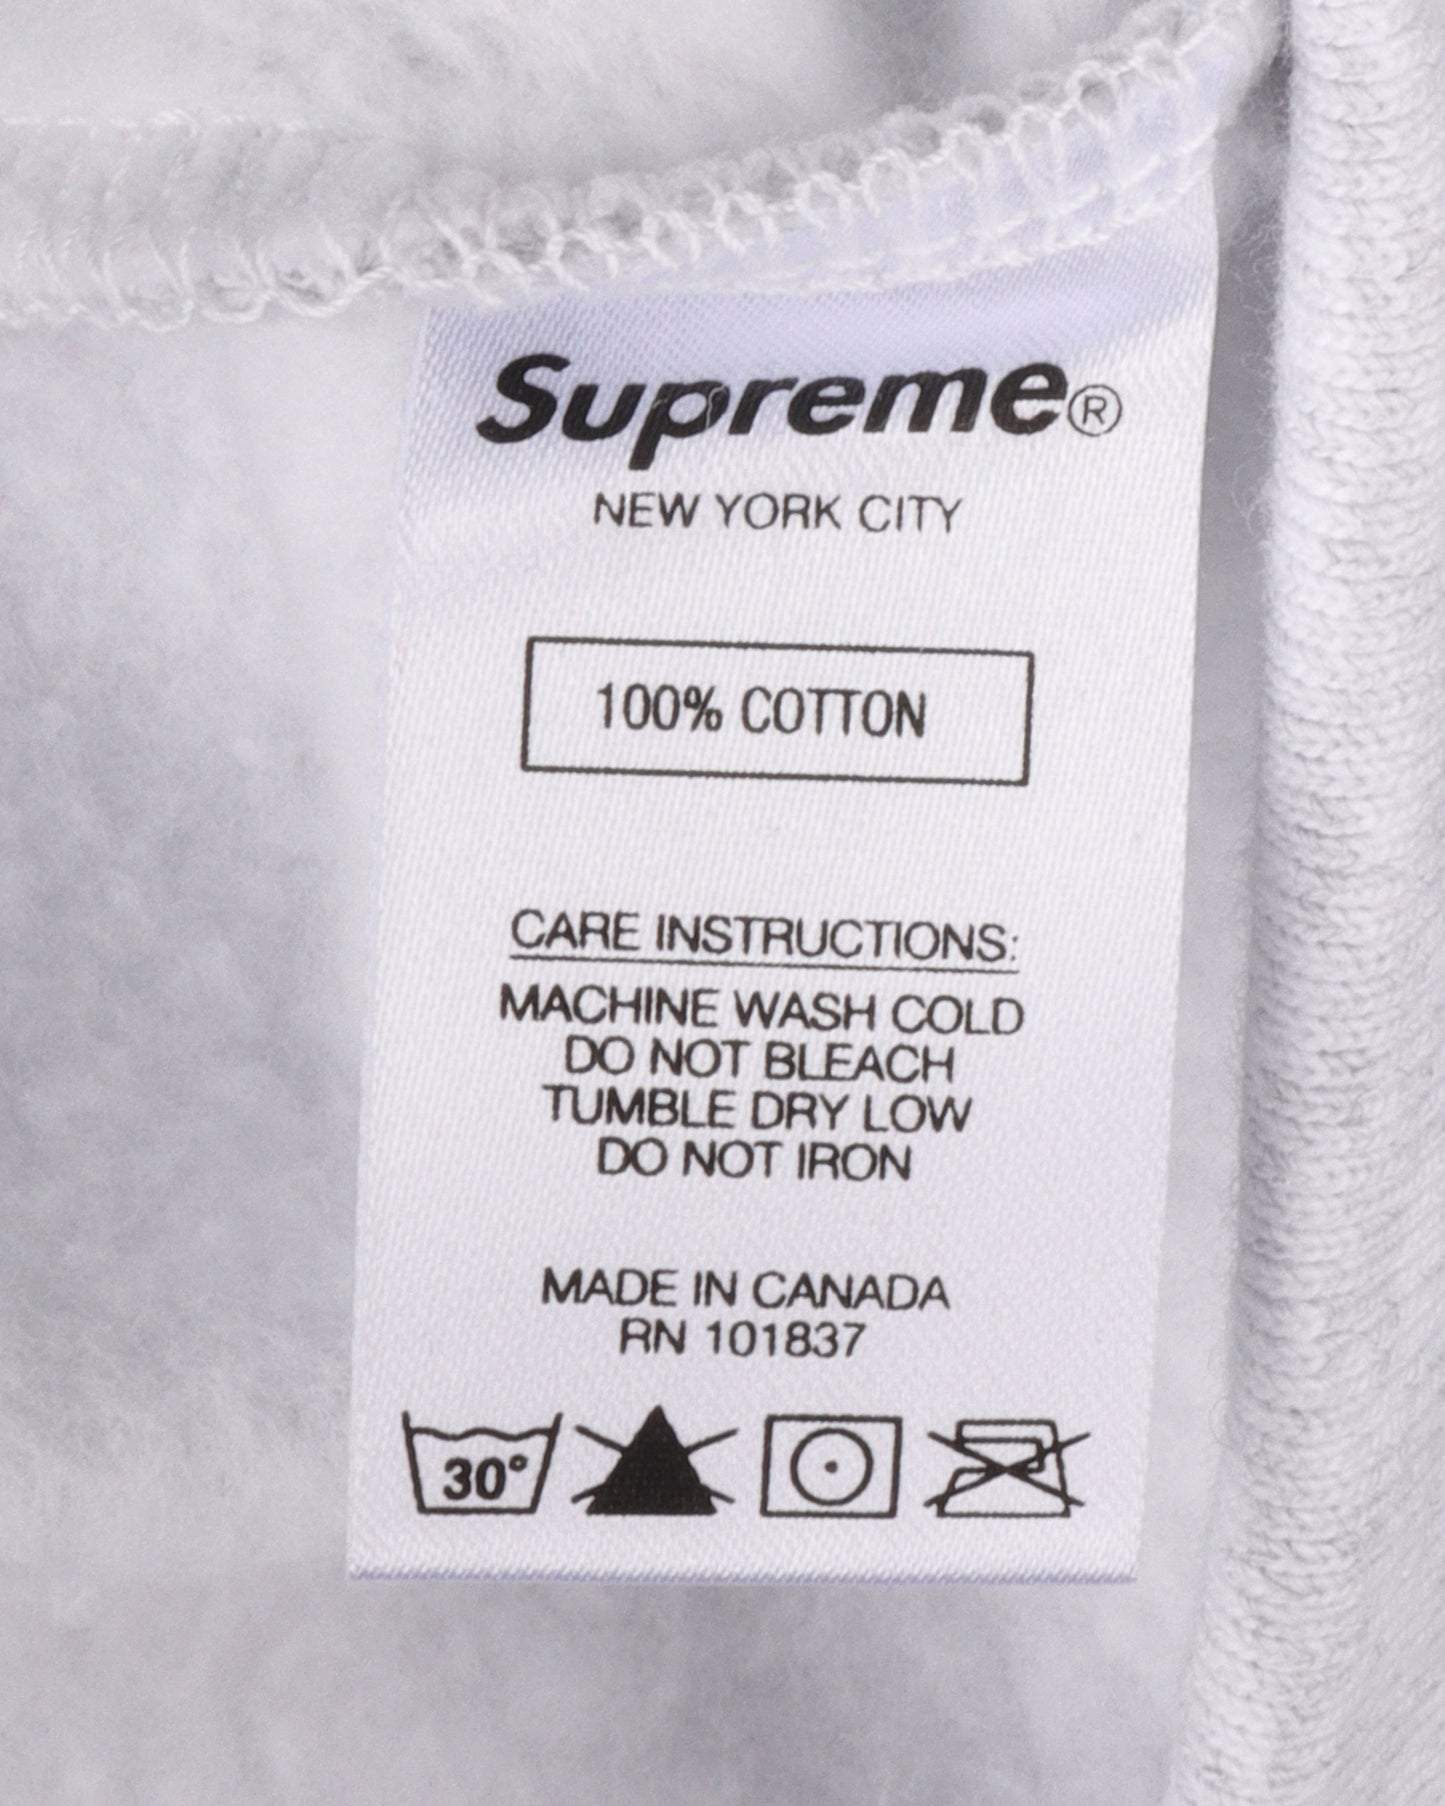 Supreme®
NEW YORK CITY
100% COTTON
CARE INSTRUCTIONS:
MACHINE WASH COLD
DO NOT BLEACH
TUMBLE DRY LOW
DO NOT IRON
MADE IN CANADA
RN 101837
30°